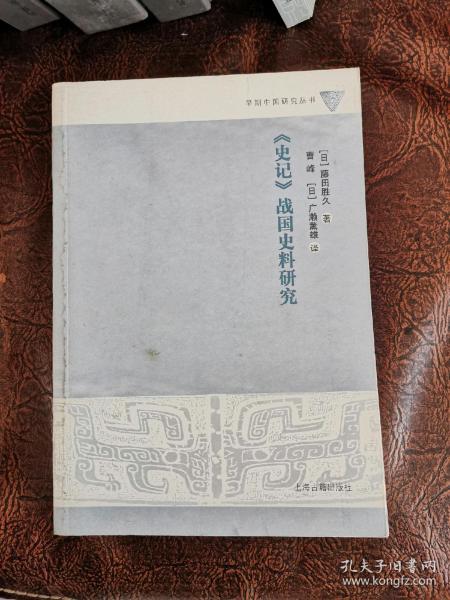 早期中国研究丛书
《史记》战国史料研究
[日]藤田胜久 著
曹峰 [日]广濑薰雄 译
上海古籍出版社
孔夫子旧书网
www.kongfz.com